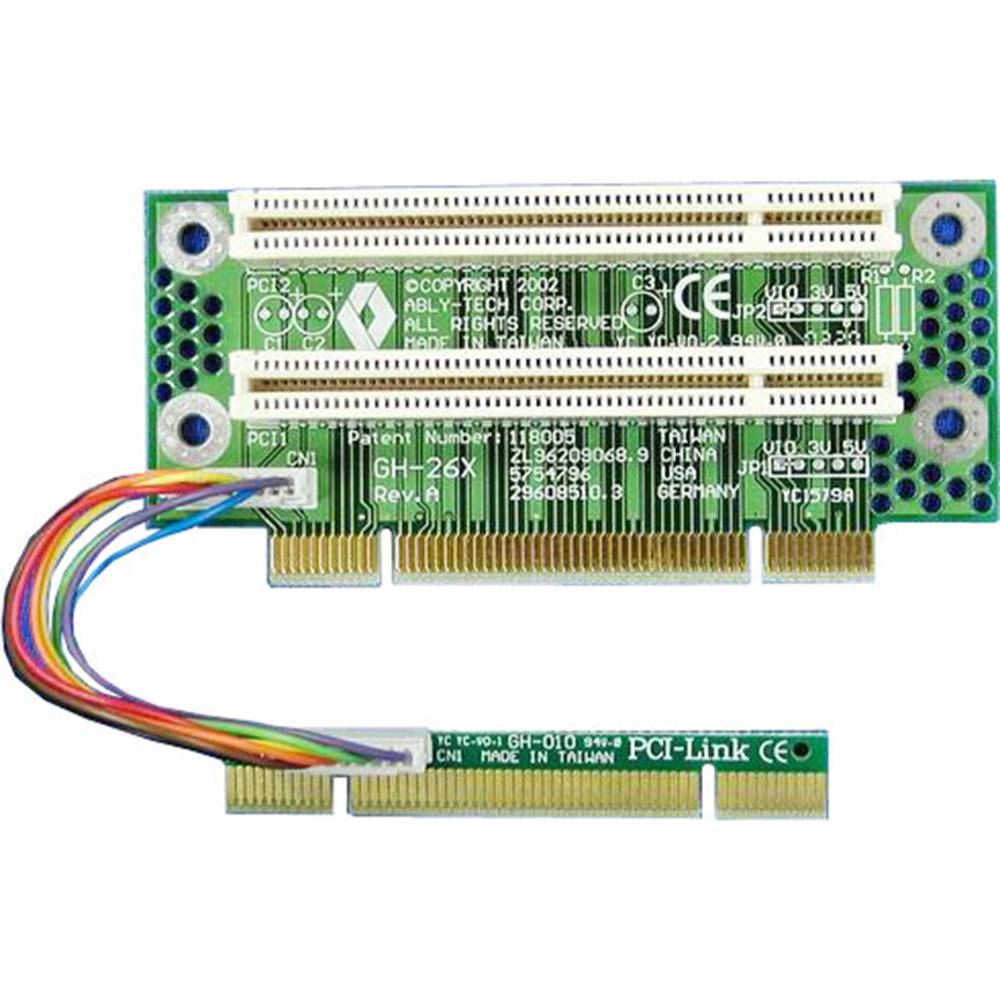 PCI2
C1 C2
©COPYRIGHT 2002
ABLY-TECH CORP.
ALL RIGHTS RESERVED
MADE IN TAIWAN
C3
CE
JP2
VIO 3V 5V
R1 R2
YC YC-V0-2 94V-0
PCI1
CN1
GH-26X
Rev.A
Patent Number: 118005 TAIWAN
ZL96209068.9 CHINA
5754796 USA
29608510.3 GERMANY
JP1
VIO 3V 5V
YC1579A
YC YC-V0-1 GH-010 94V-0
CN1 MADE IN TAIWAN
PCI-Link CE